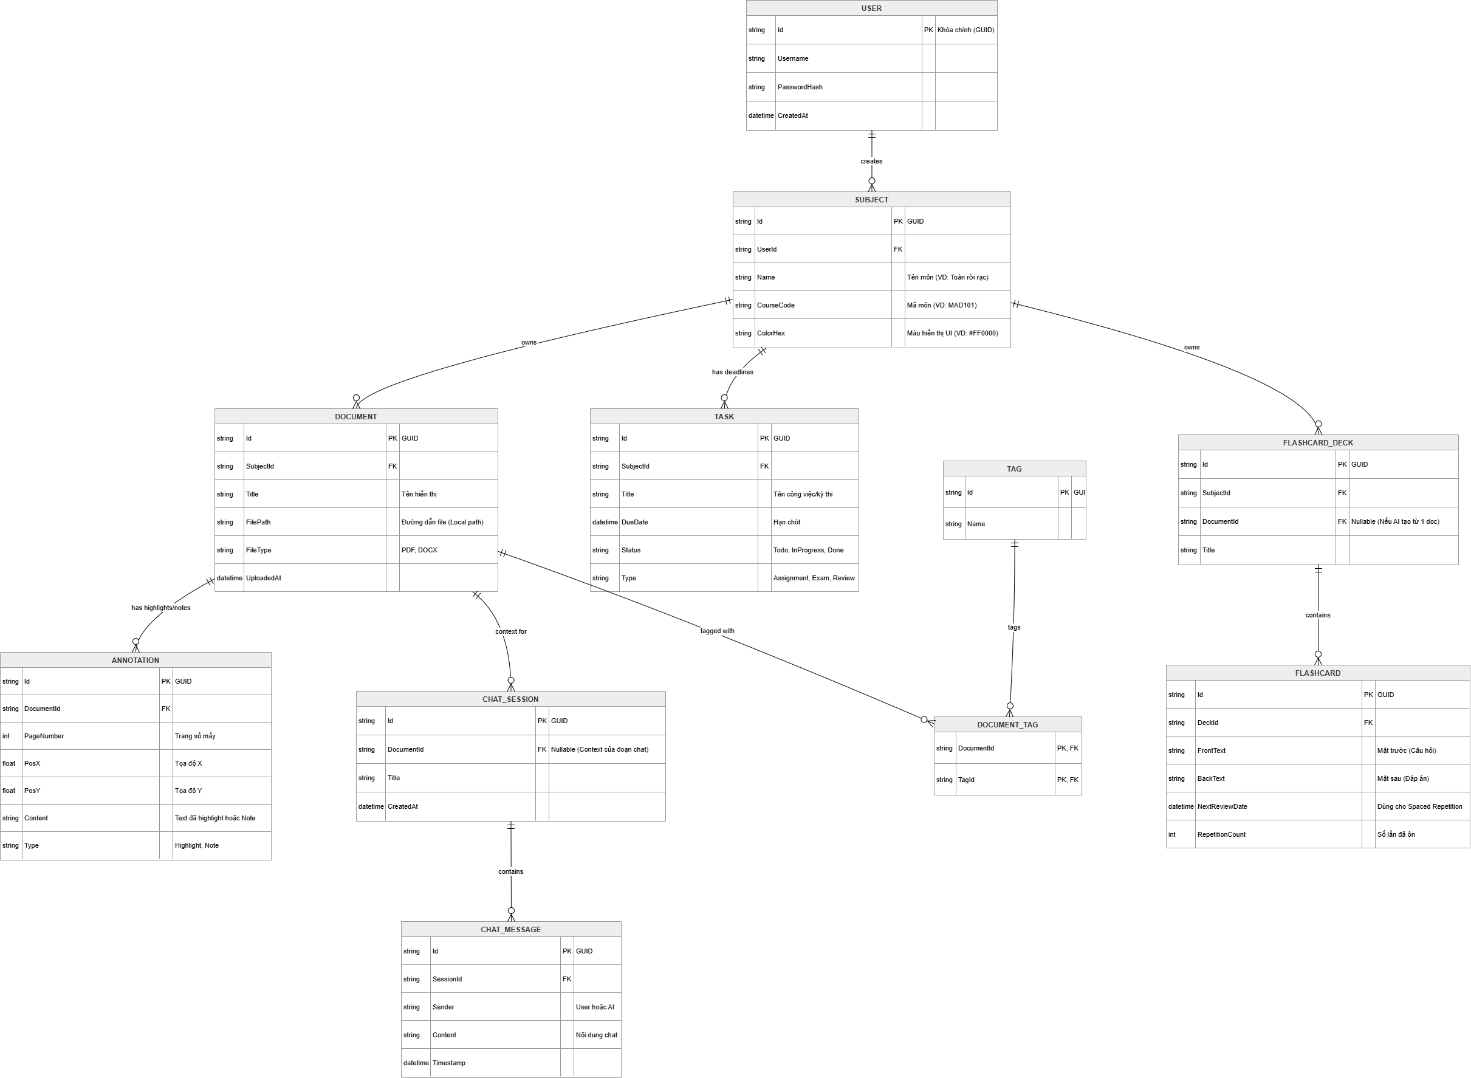 USER
string Id PK Khóa chính (GUID)
string Username
string PasswordHash
datetime CreatedAt
creates
SUBJECT
string Id PK GUID
string UserId FK
string Name Tên môn (VD: Toán rời rạc)
string CourseCode Mã môn (VD: MAD101)
string ColorHex Màu hiển thị UI (VD: #FF0000)
owns
has deadlines
owns
DOCUMENT
string Id PK GUID
string SubjectId FK
string Title Tên hiển thị
string FilePath Đường dẫn file (Local path)
string FileType PDF, DOCX
datetime UploadedAt
TASK
string Id PK GUID
string SubjectId FK
string Title Tên công việc/kỳ thi
datetime DueDate Hạn chót
string Status Todo, InProgress, Done
string Type Assignment, Exam, Review
TAG
string Id PK GUI
string Name
FLASHCARD_DECK
string Id PK GUID
string SubjectId FK
string DocumentId FK Nullable (Nếu AI tạo từ 1 doc)
string Title
has highlights/notes
context for
tagged with
tags
contains
ANNOTATION
string Id PK GUID
string DocumentId FK
int PageNumber Trang số mấy
float PosX Tọa độ X
float PosY Tọa độ Y
string Content Text đã highlight hoặc Note
string Type Highlight, Note
CHAT_SESSION
string Id PK GUID
string DocumentId FK Nullable (Context của đoạn chat)
string Title
datetime CreatedAt
DOCUMENT_TAG
string DocumentId PK, FK
string TagId PK, FK
FLASHCARD
string Id PK GUID
string DeckId FK
string FrontText Mặt trước (Câu hỏi)
string BackText Mặt sau (Đáp án)
datetime NextReviewDate Dùng cho Spaced Repetition
int RepetitionCount Số lần đã ôn
contains
CHAT_MESSAGE
string Id PK GUID
string SessionId FK
string Sender User hoặc AI
string Content Nội dung chat
datetime Timestamp